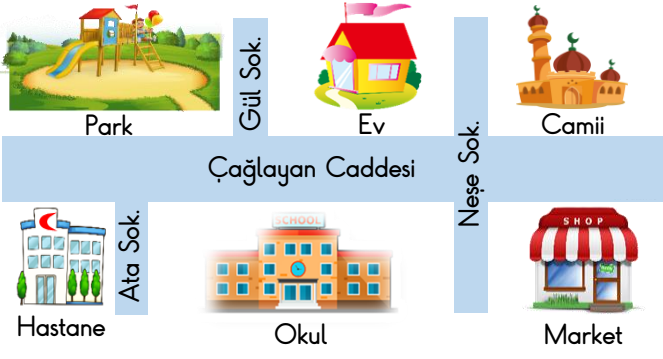 Gül Sok.
Park
Ev
Camii
Neşe Sok.
Çağlayan Caddesi
Ata Sok.
SCHOOL
SHOP
Hastane
Okul
Market